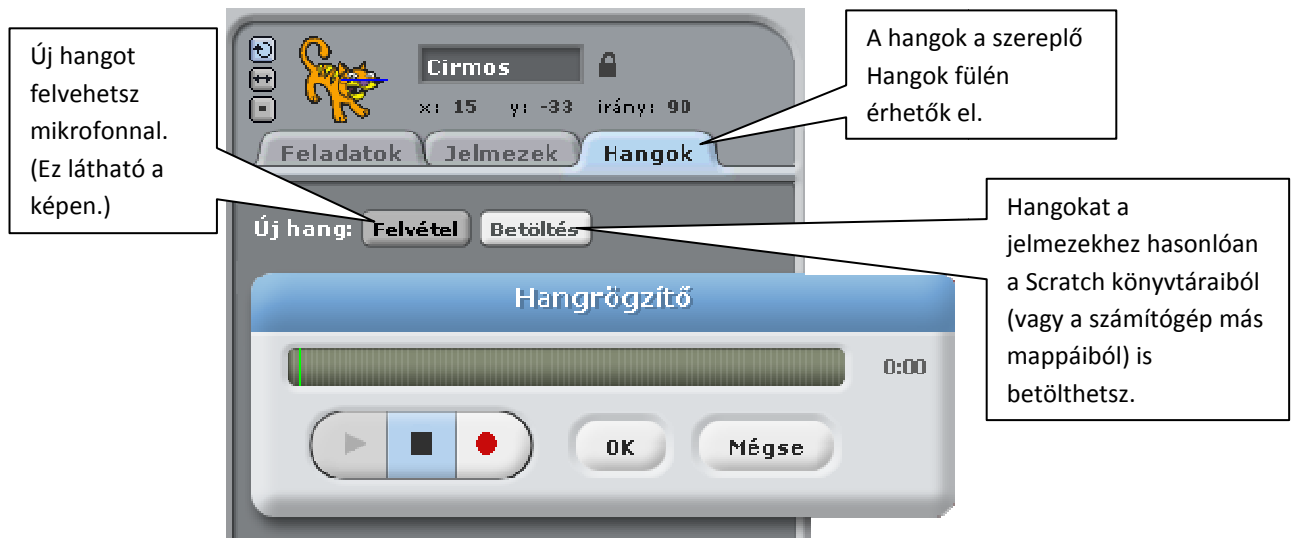 Új hangot
felvehetsz
mikrofonnal.
(Ez látható a
képen.)
Cirmos
x: 15 y: -33 irány: 90
A hangok a szereplő
Hangok fülén
érhetők el.
Feladatok Jelmezek Hangok
Új hang: Felvétel Betöltés
Hangokat a
jelmezekhez hasonlóan
a Scratch könyvtáraiból
(vagy a számítógép más
mappáiból) is
betölthetsz.
Hangrögzítő
0:00
OK Mégse